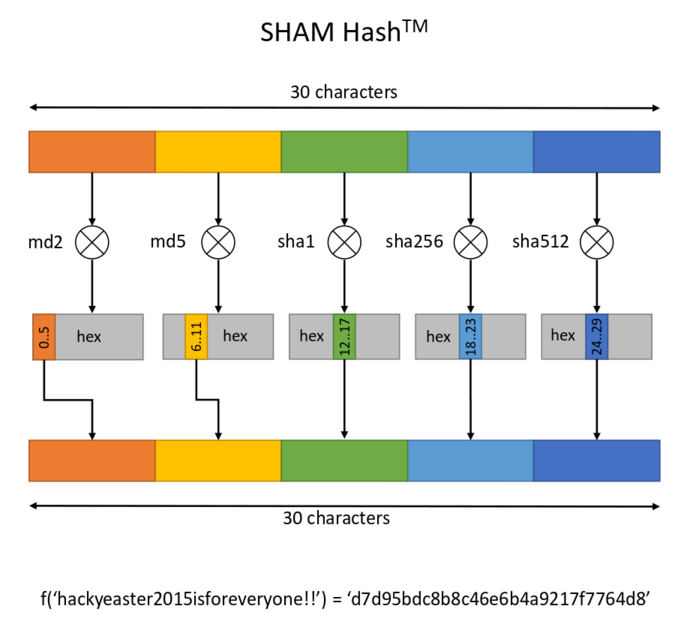 SHAM Hash™
30 characters
md2 md5 sha1 sha256 sha512
0..5 hex 6..11 hex hex 12..17 hex 18..23 hex 24..29
30 characters
f(‘hackyeaster2015isforeveryone!!’) = ‘d7d95bdc8b8c46e6b4a9217f7764d8’